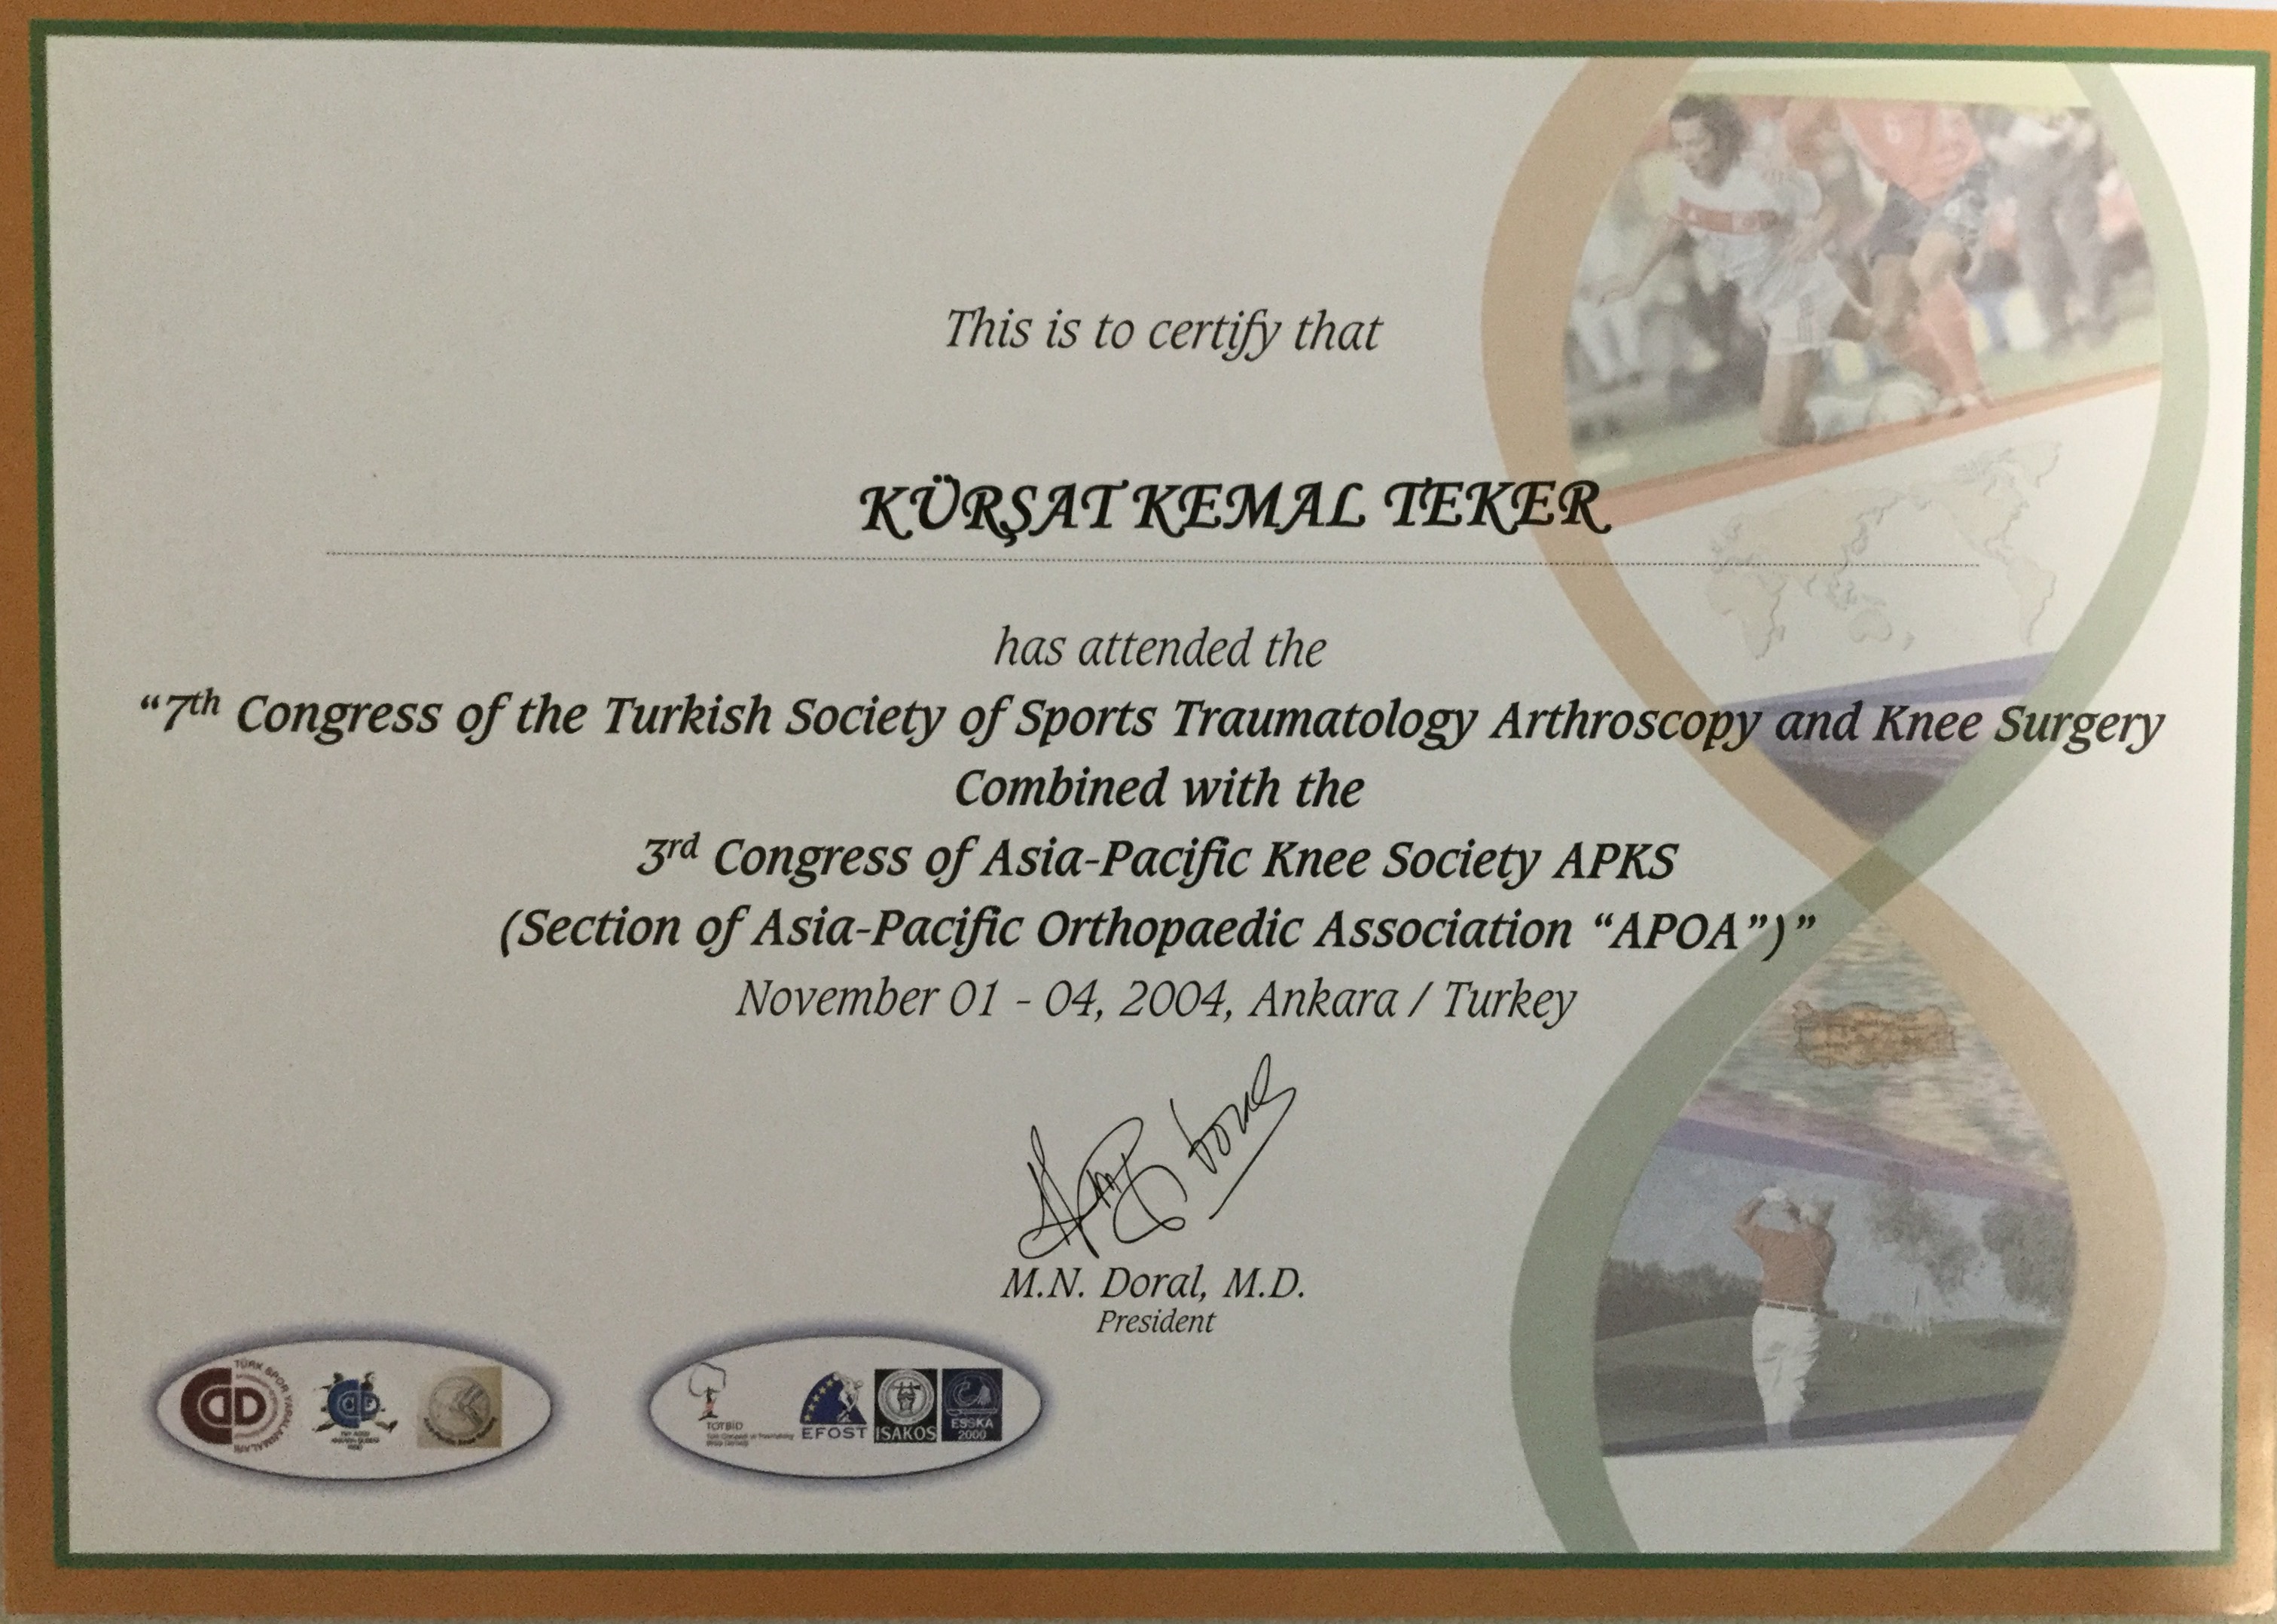 This is to certify that
KÜRŞAT KEMAL TEKER
has attended the
“7th Congress of the Turkish Society of Sports Traumatology Arthroscopy and Knee Surgery
Combined with the
3rd Congress of Asia-Pacific Knee Society APKS
(Section of Asia-Pacific Orthopaedic Association “APOA”)”
November 01 - 04, 2004, Ankara / Turkey
M.N. Doral, M.D.
President
TÜRK SPOR YARALANMALARI
TOTBİD
EFOST
ISAKOS
ESSKA
2000